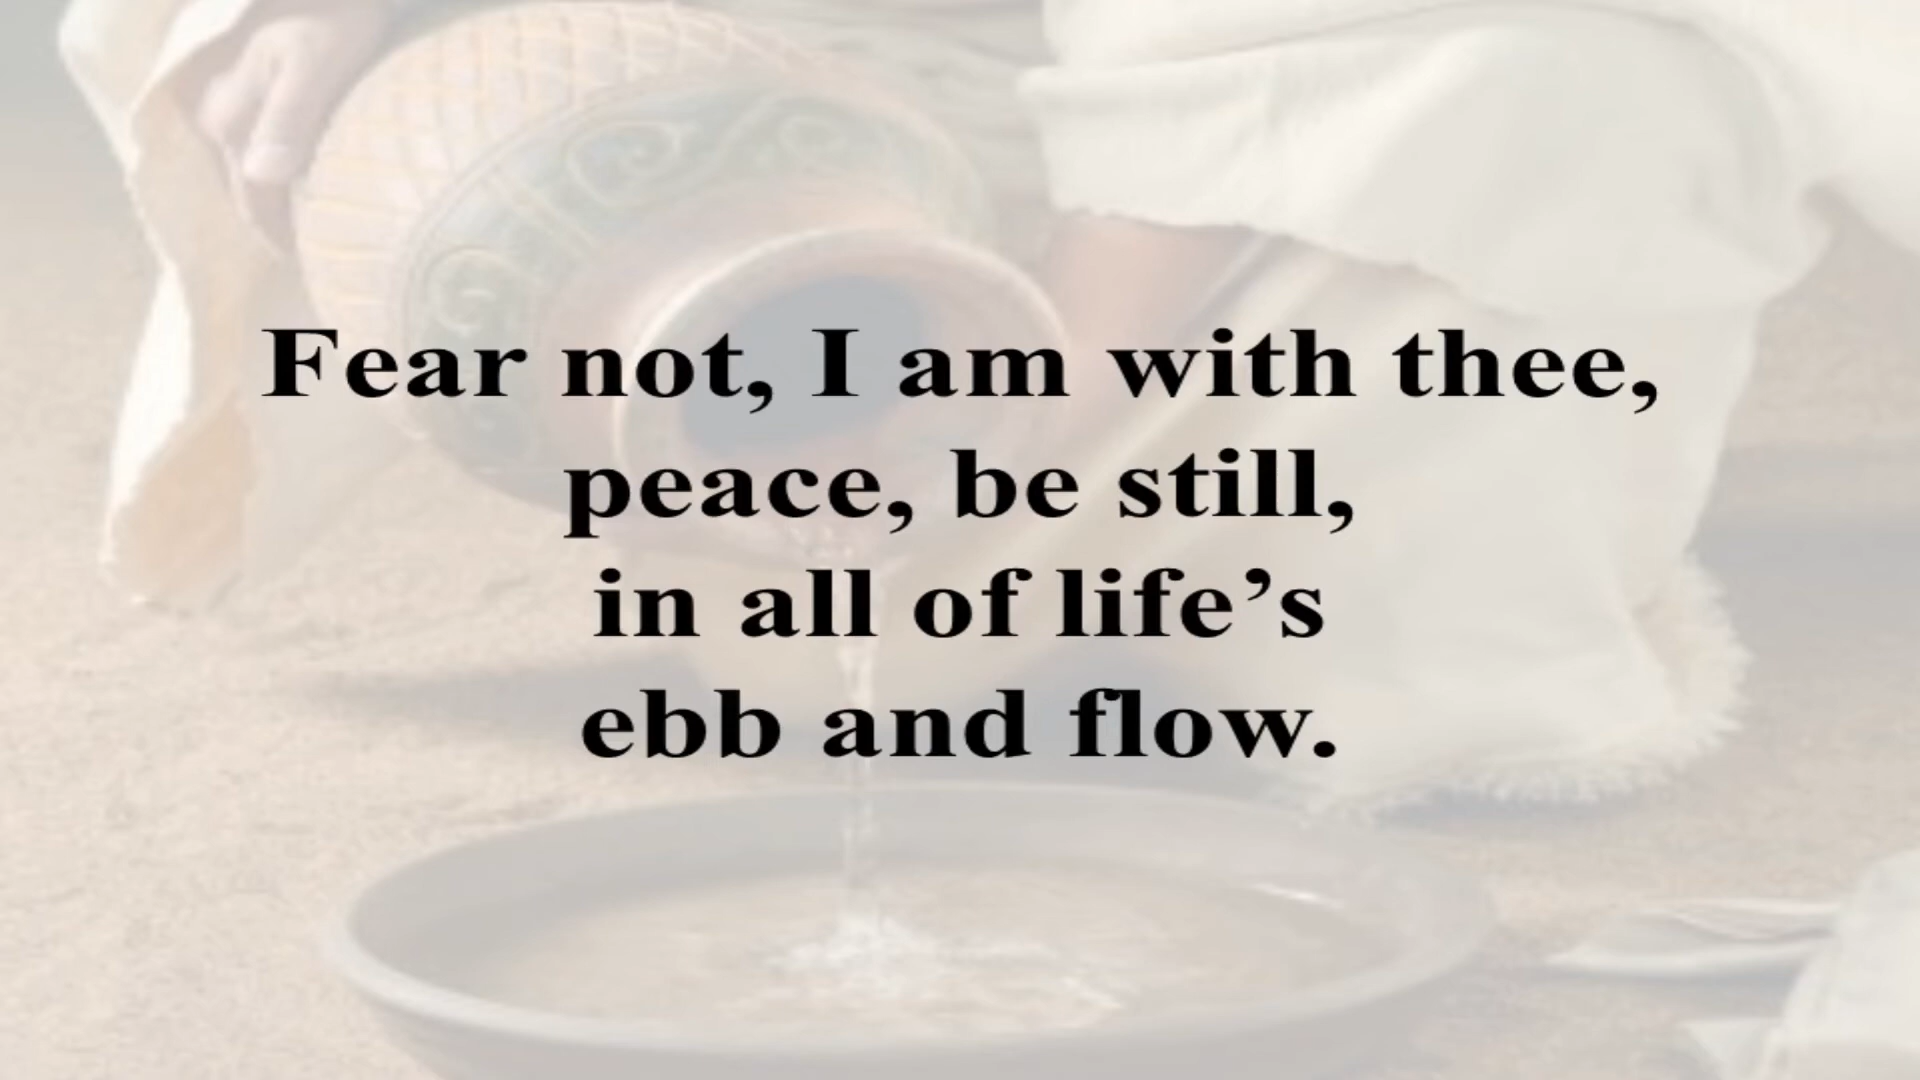 Fear not, I am with thee,
peace, be still,
in all of life’s
ebb and flow.